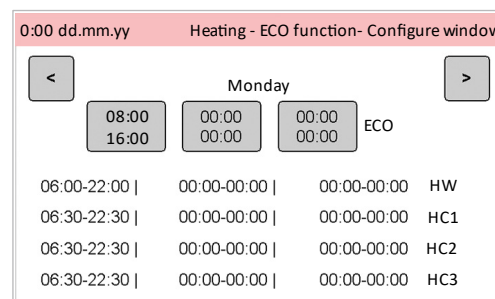 0:00 dd.mm.yy Heating - ECO function- Configure window
< Monday >
08:00 00:00 00:00 ECO
16:00 00:00 00:00
06:00-22:00 | 00:00-00:00 | 00:00-00:00 HW
06:30-22:30 | 00:00-00:00 | 00:00-00:00 HC1
06:30-22:30 | 00:00-00:00 | 00:00-00:00 HC2
06:30-22:30 | 00:00-00:00 | 00:00-00:00 HC3